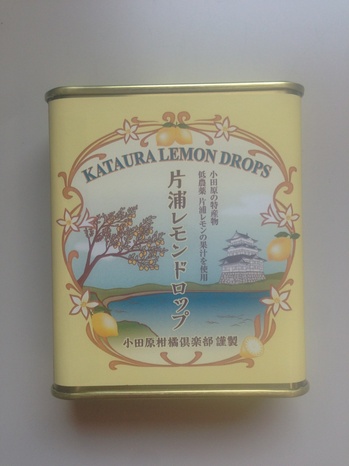 KATAURA LEMON DROPS
小田原の特産物
低農薬 片浦レモンの果汁を使用
片浦レモンドロップ
小田原柑橘倶楽部 謹製